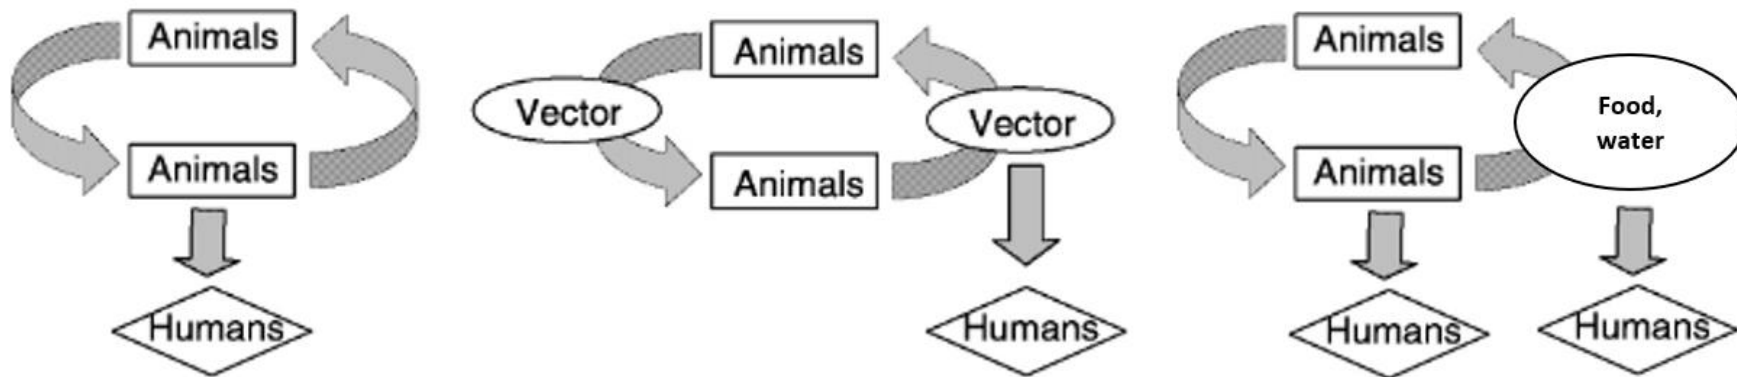 Animals
Animals
Humans
Animals
Vector
Vector
Animals
Humans
Animals
Food,
water
Animals
Humans
Humans